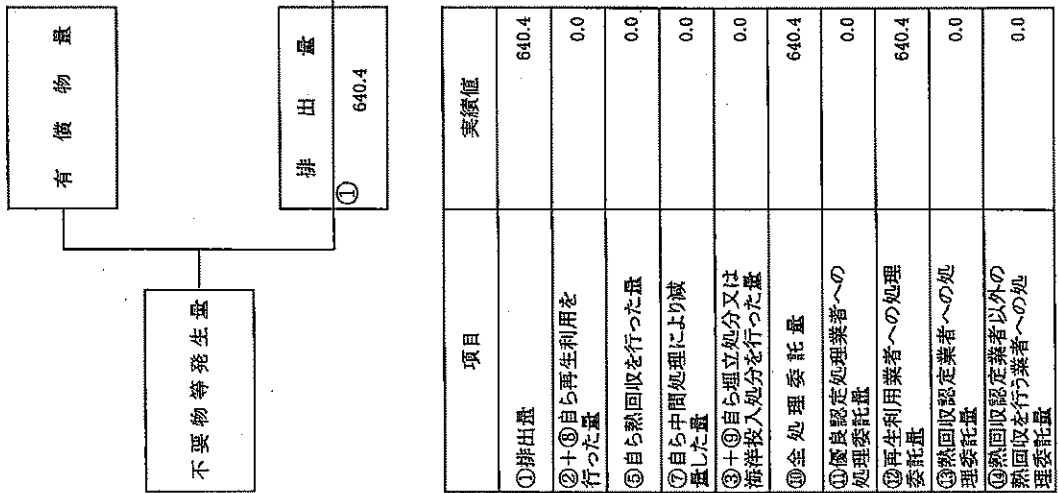 不要物等発生量
有償物量
排出量
①
640.4
項目 実績値
①排出量 640.4
②+⑧自ら再生利用を
行った量 0.0
⑤自ら熱回収を行った量 0.0
⑦自ら中間処理により減
量した量 0.0
③+⑨自ら埋立処分又は
海洋投入処分を行った量 0.0
⑩全処理委託量 640.4
⑪優良認定処理業者への
処理委託量 0.0
⑫再生利用業者への処理
委託量 640.4
⑬熱回収認定業者への処
理委託量 0.0
⑭熱回収認定業者以外の
熱回収を行う業者への処
理委託量 0.0